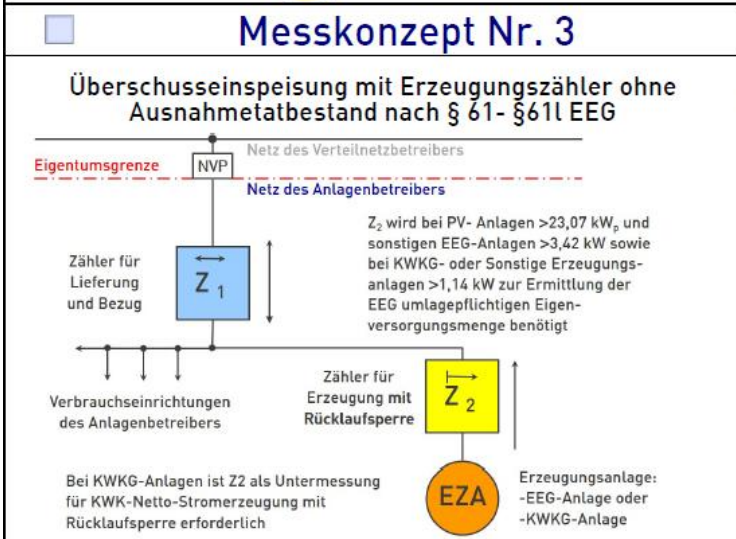 Messkonzept Nr. 3
Überschusseinspeisung mit Erzeugungszähler ohne
Ausnahmetatbestand nach § 61- §61l EEG
Netz des Verteilnetzbetreibers
Eigentumsgrenze
NVP
Netz des Anlagenbetreibers
Z₂ wird bei PV- Anlagen >23,07 kWₚ und
sonstigen EEG-Anlagen >3,42 kW sowie
bei KWKG- oder Sonstige Erzeugungs-
anlagen >1,14 kW zur Ermittlung der
EEG umlagepflichtigen Eigen-
versorgungsmenge benötigt
Zähler für
Lieferung
und Bezug
Z 1
Verbrauchseinrichtungen
des Anlagenbetreibers
Zähler für
Erzeugung mit
Rücklaufsperre
Z 2
Bei KWKG-Anlagen ist Z2 als Untermessung
für KWK-Netto-Stromerzeugung mit
Rücklaufsperre erforderlich
EZA
Erzeugungsanlage:
-EEG-Anlage oder
-KWKG-Anlage